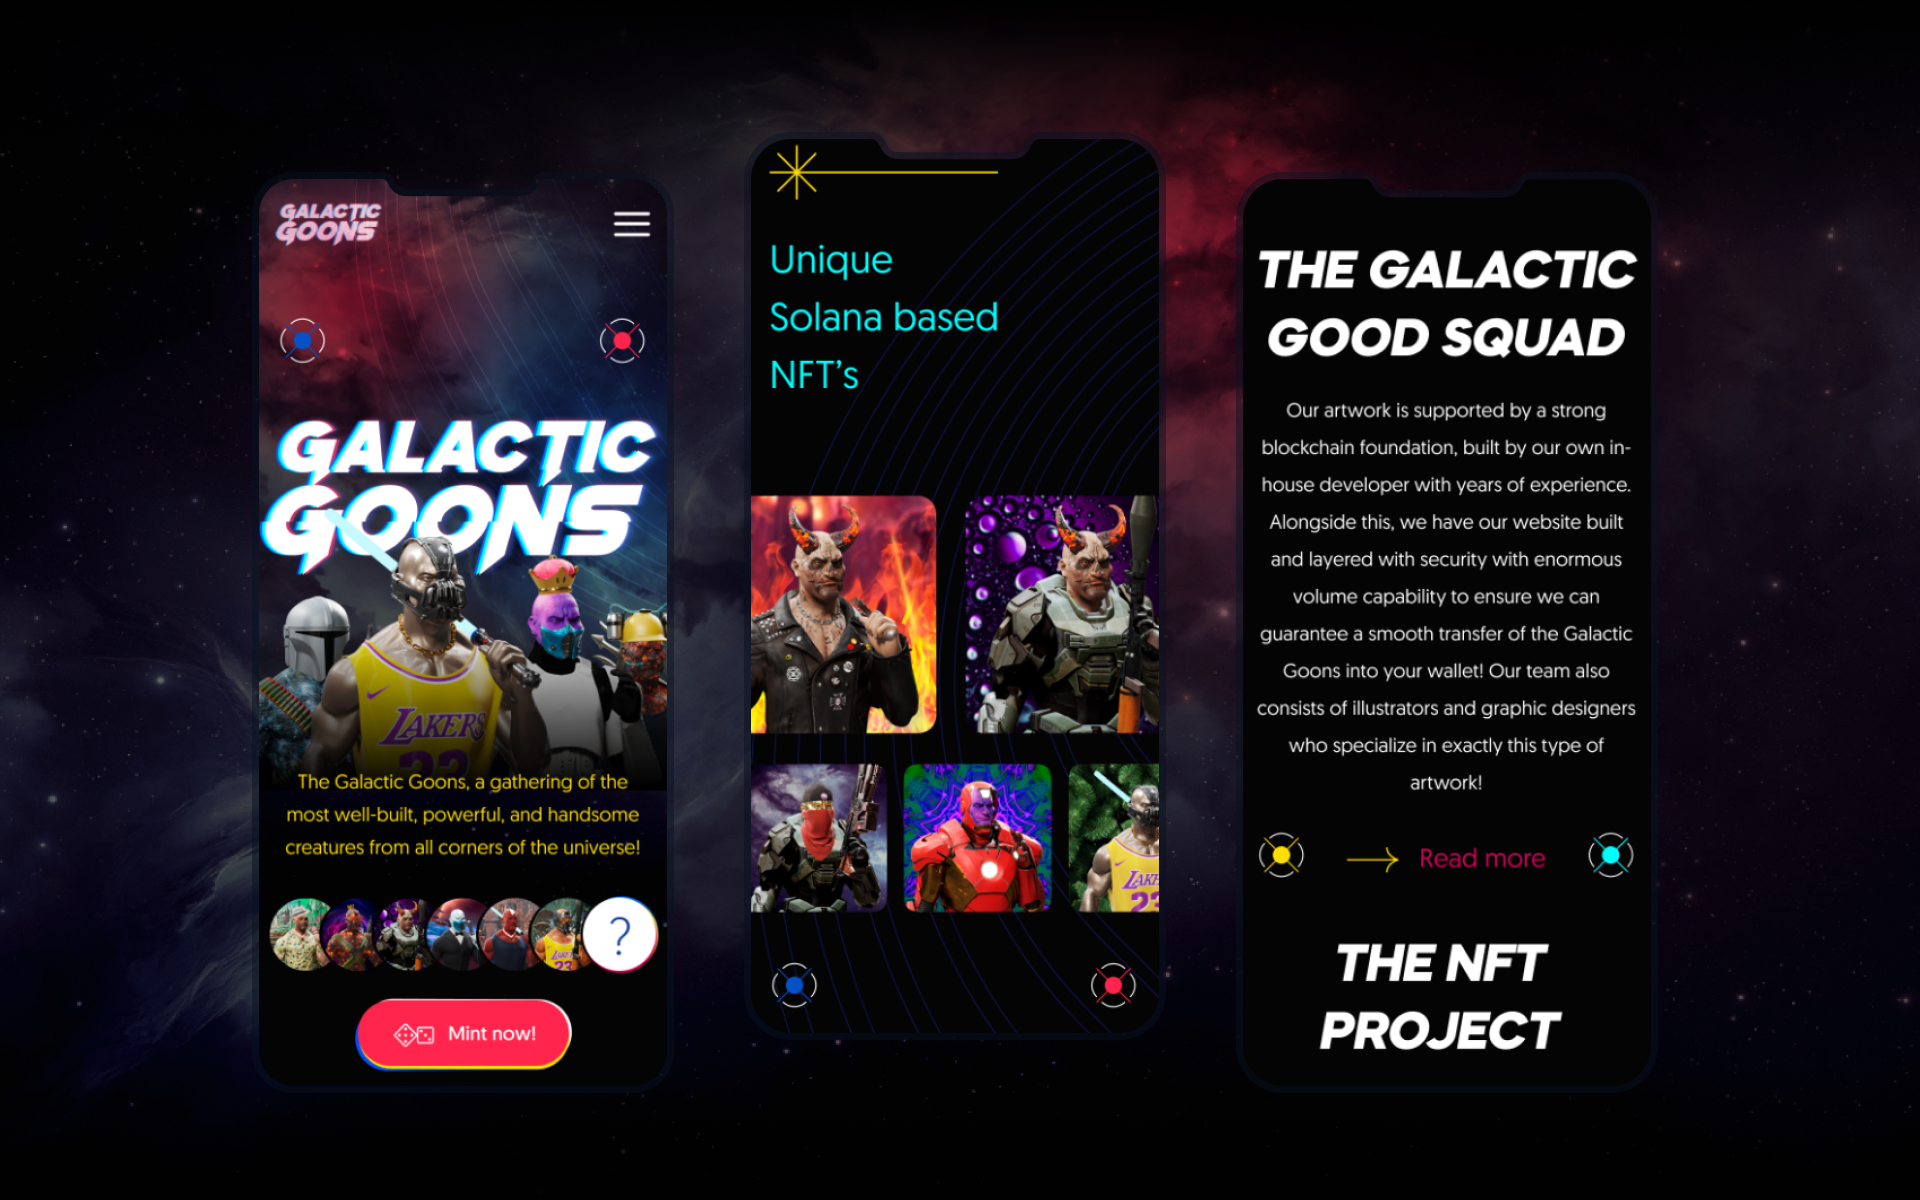 GALACTIC
GOONS
GALACTIC
GOONS
LAKERS
23
The Galactic Goons, a gathering of the
most well-built, powerful, and handsome
creatures from all corners of the universe!
?
Mint now!
Unique
Solana based
NFT’s
LAKE
23
THE GALACTIC
GOOD SQUAD
Our artwork is supported by a strong
blockchain foundation, built by our own in-
house developer with years of experience.
Alongside this, we have our website built
and layered with security with enormous
volume capability to ensure we can
guarantee a smooth transfer of the Galactic
Goons into your wallet! Our team also
consists of illustrators and graphic designers
who specialize in exactly this type of
artwork!
Read more
THE NFT
PROJECT